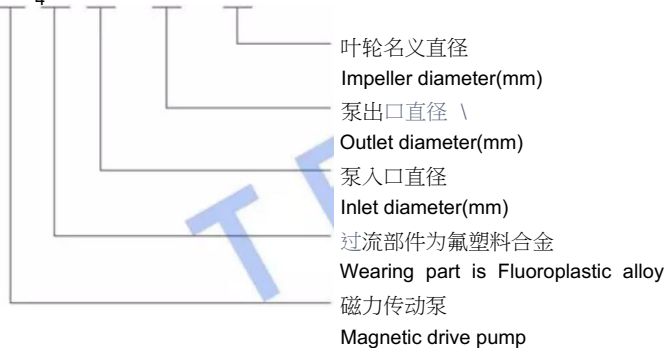 4
叶轮名义直径
Impeller diameter(mm)
泵出口直径 \
Outlet diameter(mm)
泵入口直径
Inlet diameter(mm)
过流部件为氟塑料合金
Wearing part is Fluoroplastic alloy
磁力传动泵
Magnetic drive pump